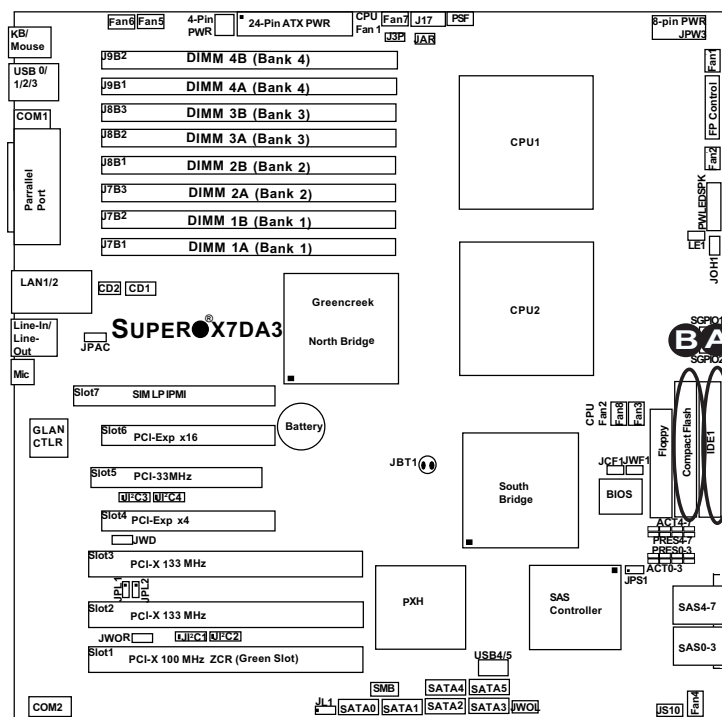 Fan6 Fan5
4-Pin PWR
24-Pin ATX PWR
CPU Fan 1
Fan7
J17
PSF
J3P
JAR
8-pin PWR JPW3
KB/ Mouse
USB 0/ 1/2/3
COM1
Parrallel Port
J9B2 DIMM 4B (Bank 4)
J9B1 DIMM 4A (Bank 4)
J8B3 DIMM 3B (Bank 3)
J8B2 DIMM 3A (Bank 3)
J8B1 DIMM 2B (Bank 2)
J7B3 DIMM 2A (Bank 2)
J7B2 DIMM 1B (Bank 1)
J7B1 DIMM 1A (Bank 1)
CPU1
CPU2
Fan1
FP Control
Fan2
PWLEDSPK
LE1
JOH1
LAN1/2
CD2 CD1
SUPER®X7DA3
Greencreek
North Bridge
Line-In/ Line- Out
JPAC
Mic
SGPIO1
B A
SGPIO2
Slot7 SIMLP IPMI
Slot6 PCI-Exp x16
Battery
GLAN CTLR
Slot5 PCI-33MHz
JI²C3 JI²C4
Slot4 PCI-Exp x4
JWD
Slot3 PCI-X 133 MHz
JPL1 JPL2
Slot2 PCI-X 133 MHz
JWOR
JI²C1 JI²C2
Slot1 PCI-X 100 MHz ZCR (Green Slot)
JBT1
South Bridge
CPU Fan2
Fan8
Fan3
JCF1 JWF1
BIOS
Floppy
Compact Flash
IDE1
ACT4-7
PRES4-7
PRES0-3
ACT0-3
JPS1
PXH
SAS Controller
SAS4-7
SAS0-3
USB4/5
SMB
SATA4 SATA5
JL1
SATA0 SATA1 SATA2 SATA3
JWOL
COM2
JS10
Fan4